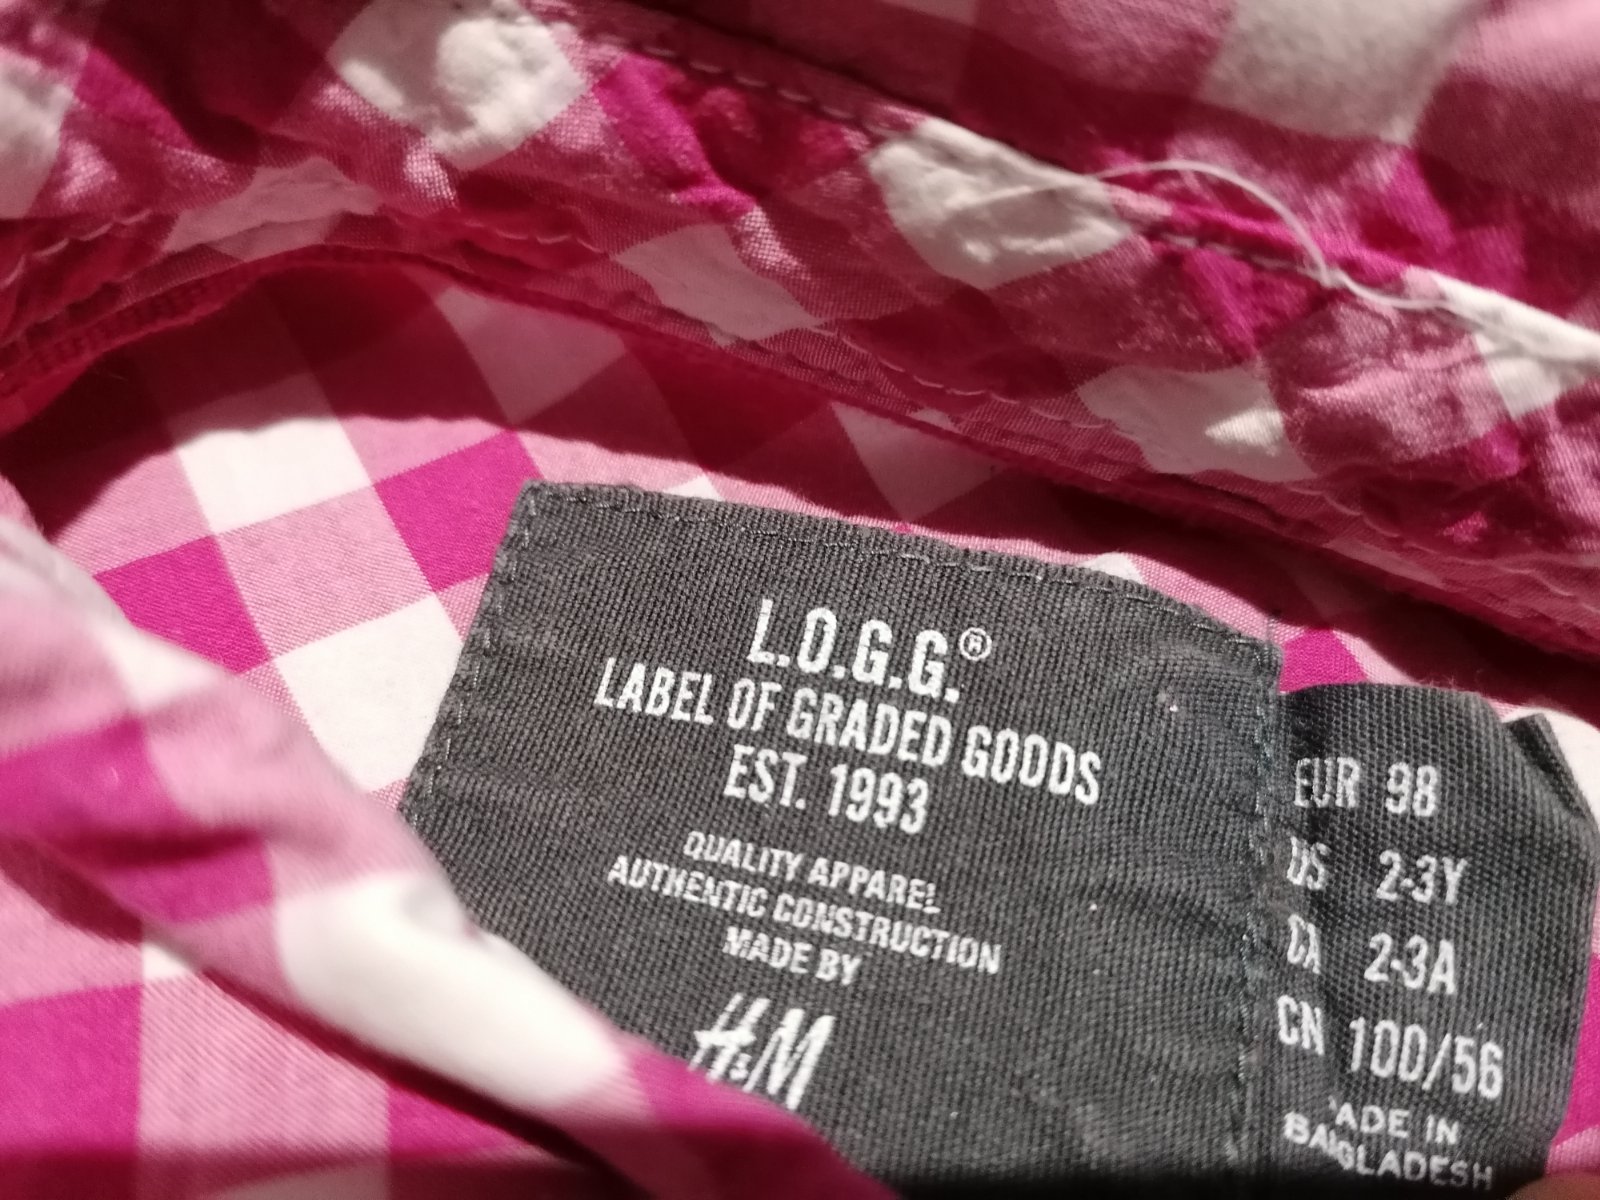 L.O.G.G.®
LABEL OF GRADED GOODS
EST. 1993
QUALITY APPAREL
AUTHENTIC CONSTRUCTION
MADE BY
H&M
EUR 98
US 2-3Y
CA 2-3A
CN 100/56
MADE IN
BANGLADESH